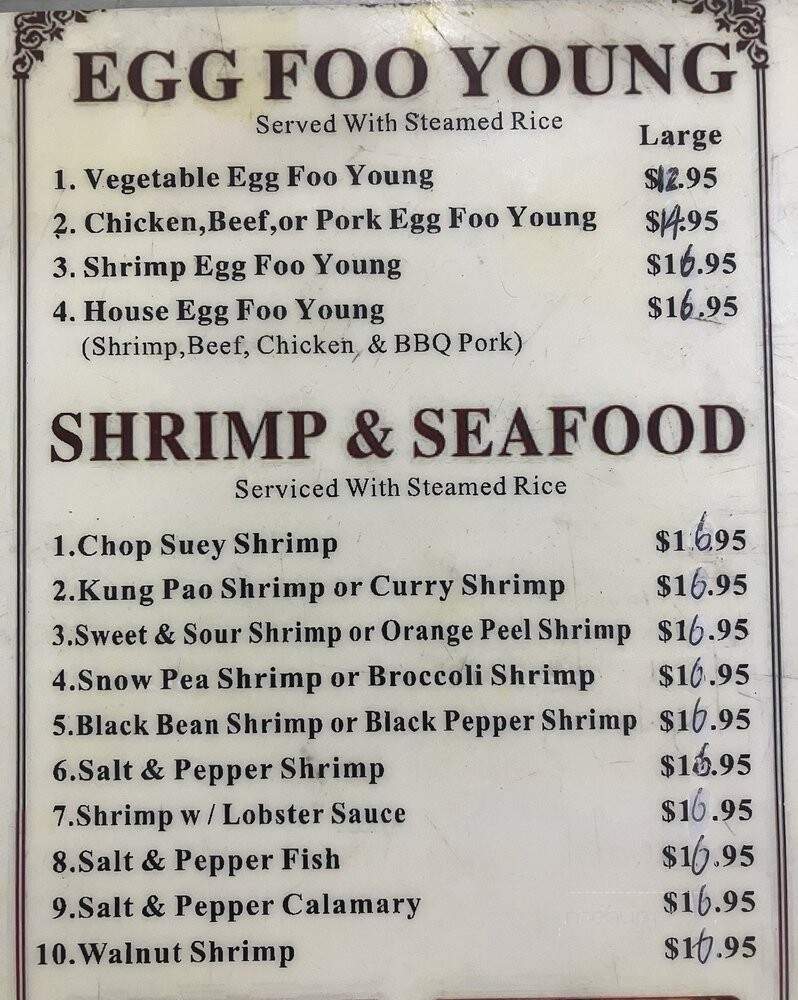 EGG FOO YOUNG
Served With Steamed Rice
Large
1. Vegetable Egg Foo Young $12.95
2. Chicken,Beef,or Pork Egg Foo Young $14.95
3. Shrimp Egg Foo Young $16.95
4. House Egg Foo Young $16.95
(Shrimp,Beef, Chicken, & BBQ Pork)
SHRIMP & SEAFOOD
Serviced With Steamed Rice
1.Chop Suey Shrimp $16.95
2.Kung Pao Shrimp or Curry Shrimp $16.95
3.Sweet & Sour Shrimp or Orange Peel Shrimp $16.95
4.Snow Pea Shrimp or Broccoli Shrimp $16.95
5.Black Bean Shrimp or Black Pepper Shrimp $16.95
6.Salt & Pepper Shrimp $16.95
7.Shrimp w / Lobster Sauce $16.95
8.Salt & Pepper Fish $16.95
9.Salt & Pepper Calamary $16.95
10.Walnut Shrimp $16.95